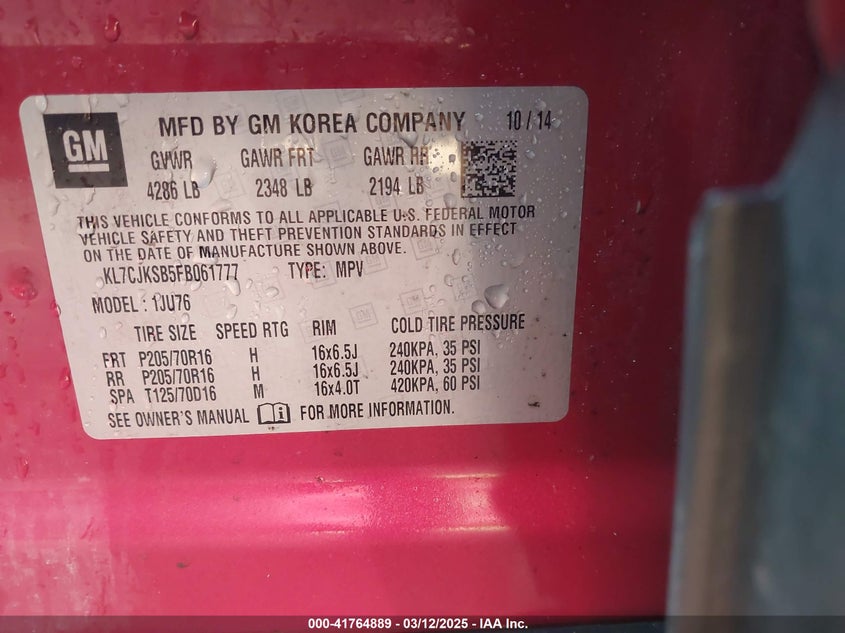 GM
MFD BY GM KOREA COMPANY 10/14
GVWR GAWR FRT GAWR RR
4286 LB 2348 LB 2194 LB
THIS VEHICLE CONFORMS TO ALL APPLICABLE U.S. FEDERAL MOTOR
VEHICLE SAFETY AND THEFT PREVENTION STANDARDS IN EFFECT
ON THE DATE OF MANUFACTURE SHOWN ABOVE.
KL7CJKSB5FB061777 TYPE: MPV
MODEL: 1JU76
TIRE SIZE SPEED RTG RIM COLD TIRE PRESSURE
FRT P205/70R16 H 16x6.5J 240KPA, 35 PSI
RR P205/70R16 H 16x6.5J 240KPA, 35 PSI
SPA T125/70D16 M 16x4.0T 420KPA, 60 PSI
SEE OWNER'S MANUAL FOR MORE INFORMATION.
000-41764889 - 03/12/2025 - IAA Inc.